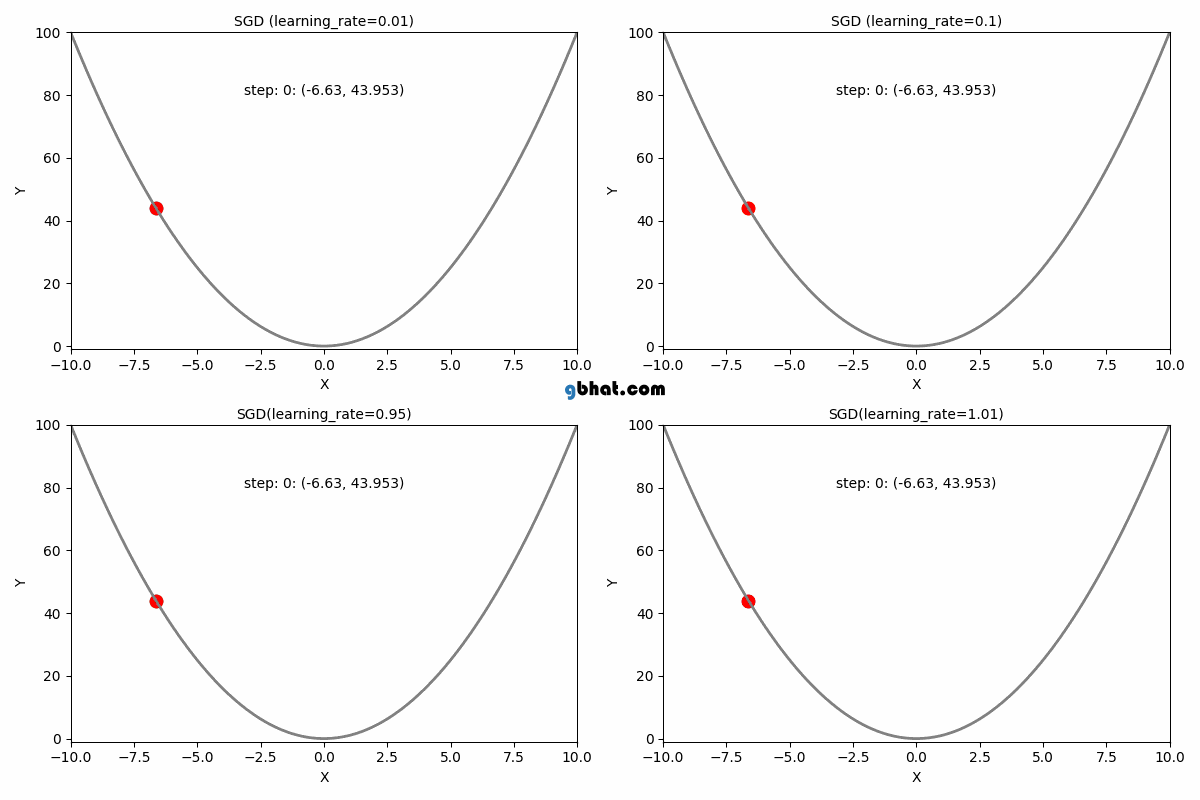 SGD (learning_rate=0.01)
100
80
60
40
20
0
Y
step: 0: (-6.63, 43.953)
−10.0 −7.5 −5.0 −2.5 0.0 2.5 5.0 7.5 10.0
X
SGD (learning_rate=0.1)
100
80
60
40
20
0
Y
step: 0: (-6.63, 43.953)
−10.0 −7.5 −5.0 −2.5 0.0 2.5 5.0 7.5 10.0
X
gbhat.com
SGD(learning_rate=0.95)
100
80
60
40
20
0
Y
step: 0: (-6.63, 43.953)
−10.0 −7.5 −5.0 −2.5 0.0 2.5 5.0 7.5 10.0
X
SGD(learning_rate=1.01)
100
80
60
40
20
0
Y
step: 0: (-6.63, 43.953)
−10.0 −7.5 −5.0 −2.5 0.0 2.5 5.0 7.5 10.0
X